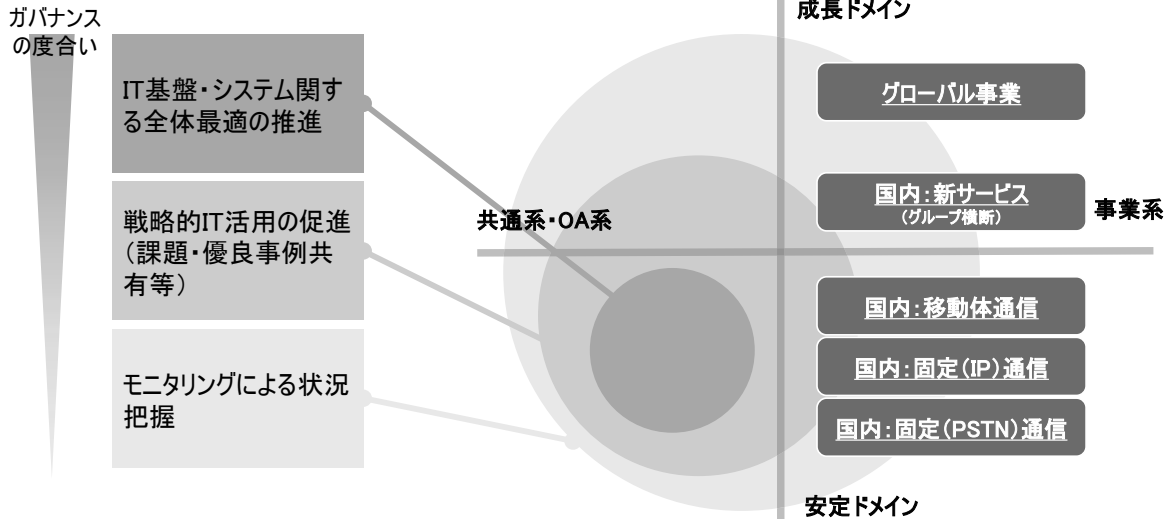 ガバナンス
の度合い
IT基盤・システム関す
る全体最適の推進
戦略的IT活用の促進
（課題・優良事例共
有等）
モニタリングによる状況
把握
成長ドメイン
グローバル事業
国内：新サービス
（グループ横断）
共通系・OA系
事業系
国内：移動体通信
国内：固定（IP）通信
国内：固定（PSTN）通信
安定ドメイン